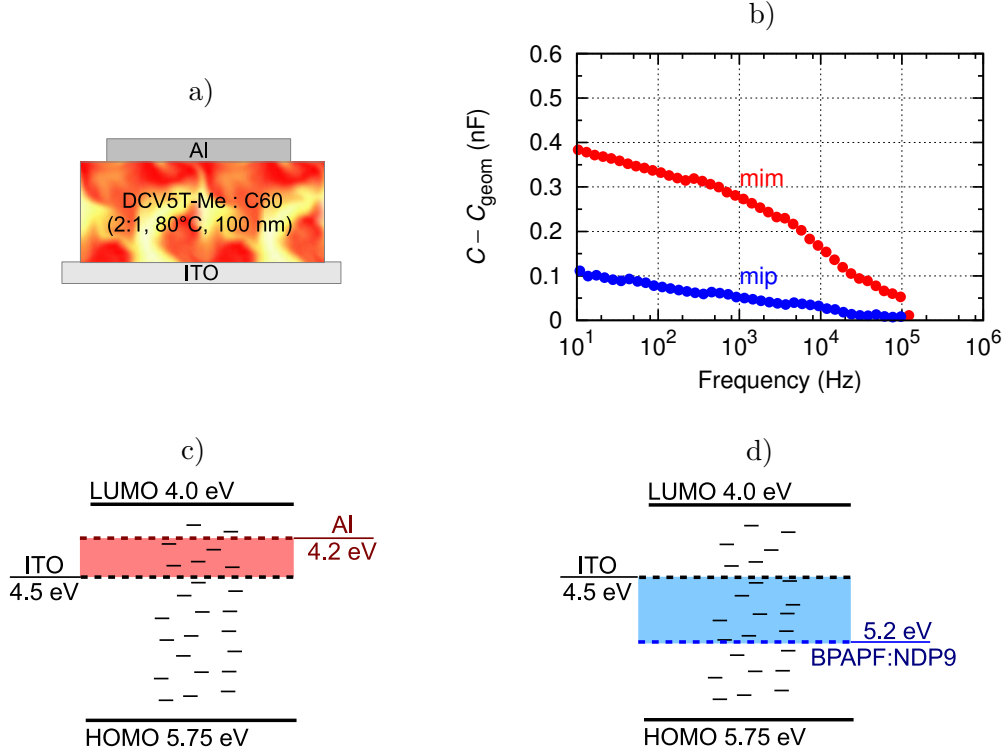 a)
Al
DCV5T-Me : C60
(2:1, 80°C, 100 nm)
ITO
b)
C − C_geom (nF)
0.6
0.5
0.4
0.3
0.2
0.1
0
mim
mip
10^1 10^2 10^3 10^4 10^5 10^6
Frequency (Hz)
c)
LUMO 4.0 eV
Al
4.2 eV
ITO
4.5 eV
HOMO 5.75 eV
d)
LUMO 4.0 eV
ITO
4.5 eV
5.2 eV
BPAPF:NDP9
HOMO 5.75 eV